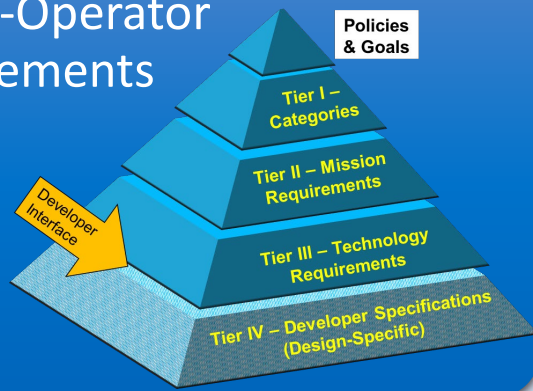 -Operator
Policies
& Goals
Tier I –
Categories
Tier II – Mission
Requirements
Developer
Interface
Tier III – Technology
Requirements
Tier IV – Developer Specifications
(Design-Specific)